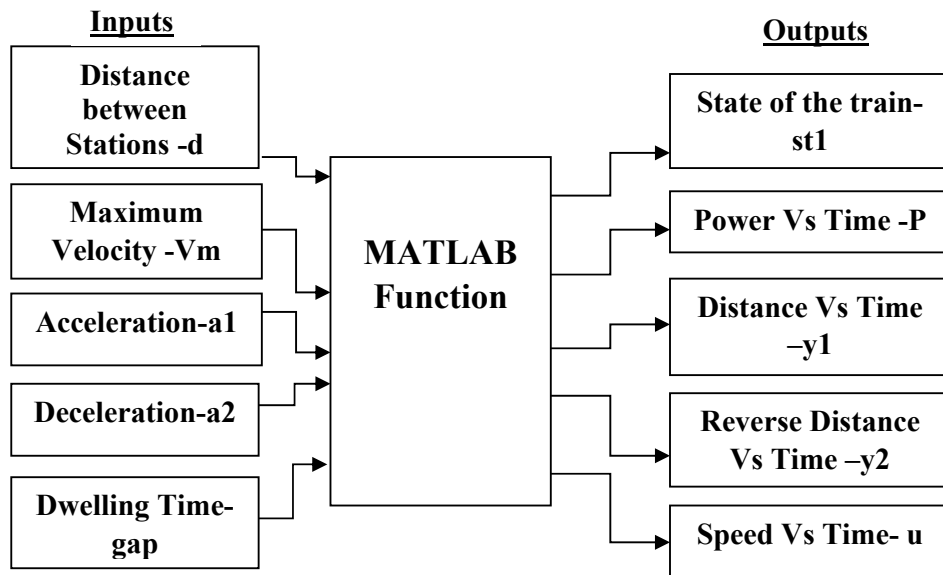 Inputs
Distance
between
Stations -d
Maximum
Velocity -Vm
Acceleration-a1
Deceleration-a2
Dwelling Time-
gap
MATLAB
Function
Outputs
State of the train-
st1
Power Vs Time -P
Distance Vs Time
–y1
Reverse Distance
Vs Time –y2
Speed Vs Time- u